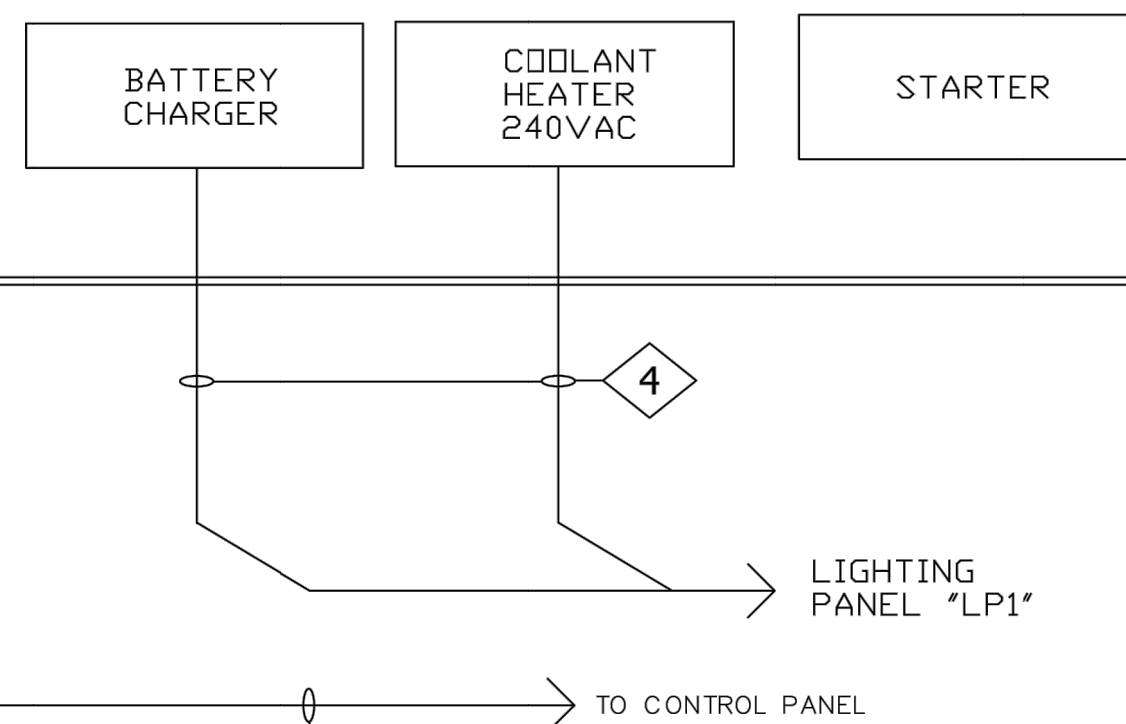 BATTERY
CHARGER
COOLANT
HEATER
240VAC
STARTER
4
LIGHTING
PANEL "LP1"
TO CONTROL PANEL